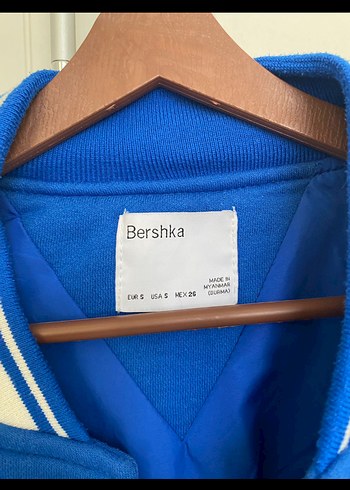 Bershka
MADE IN
MYANMAR
(BURMA)
EUR S USA S MEX 26